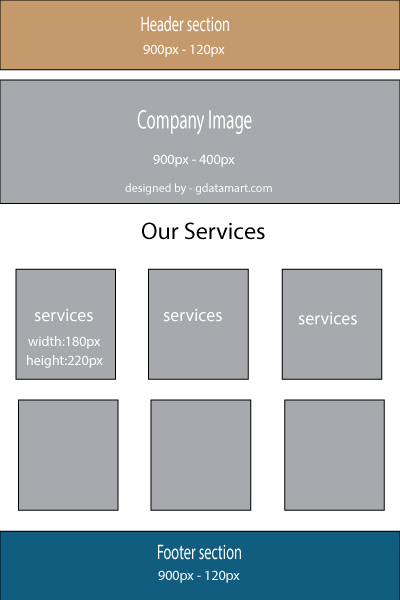 Header section
900px - 120px
Company Image
900px - 400px
designed by - gdatamart.com
Our Services
services
width:180px
height:220px
services
services
Footer section
900px - 120px